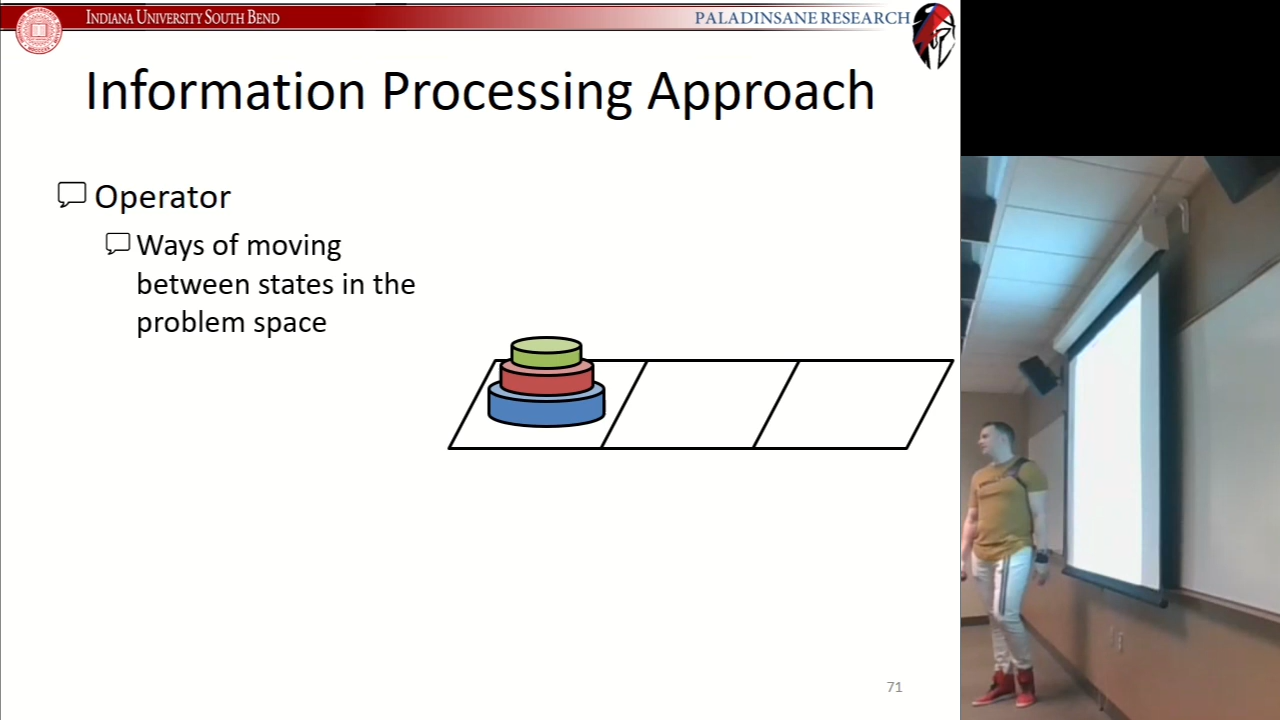 INDIANA UNIVERSITY SOUTH BEND
PALADINSANE RESEARCH
Information Processing Approach
Operator
Ways of moving
between states in the
problem space
71